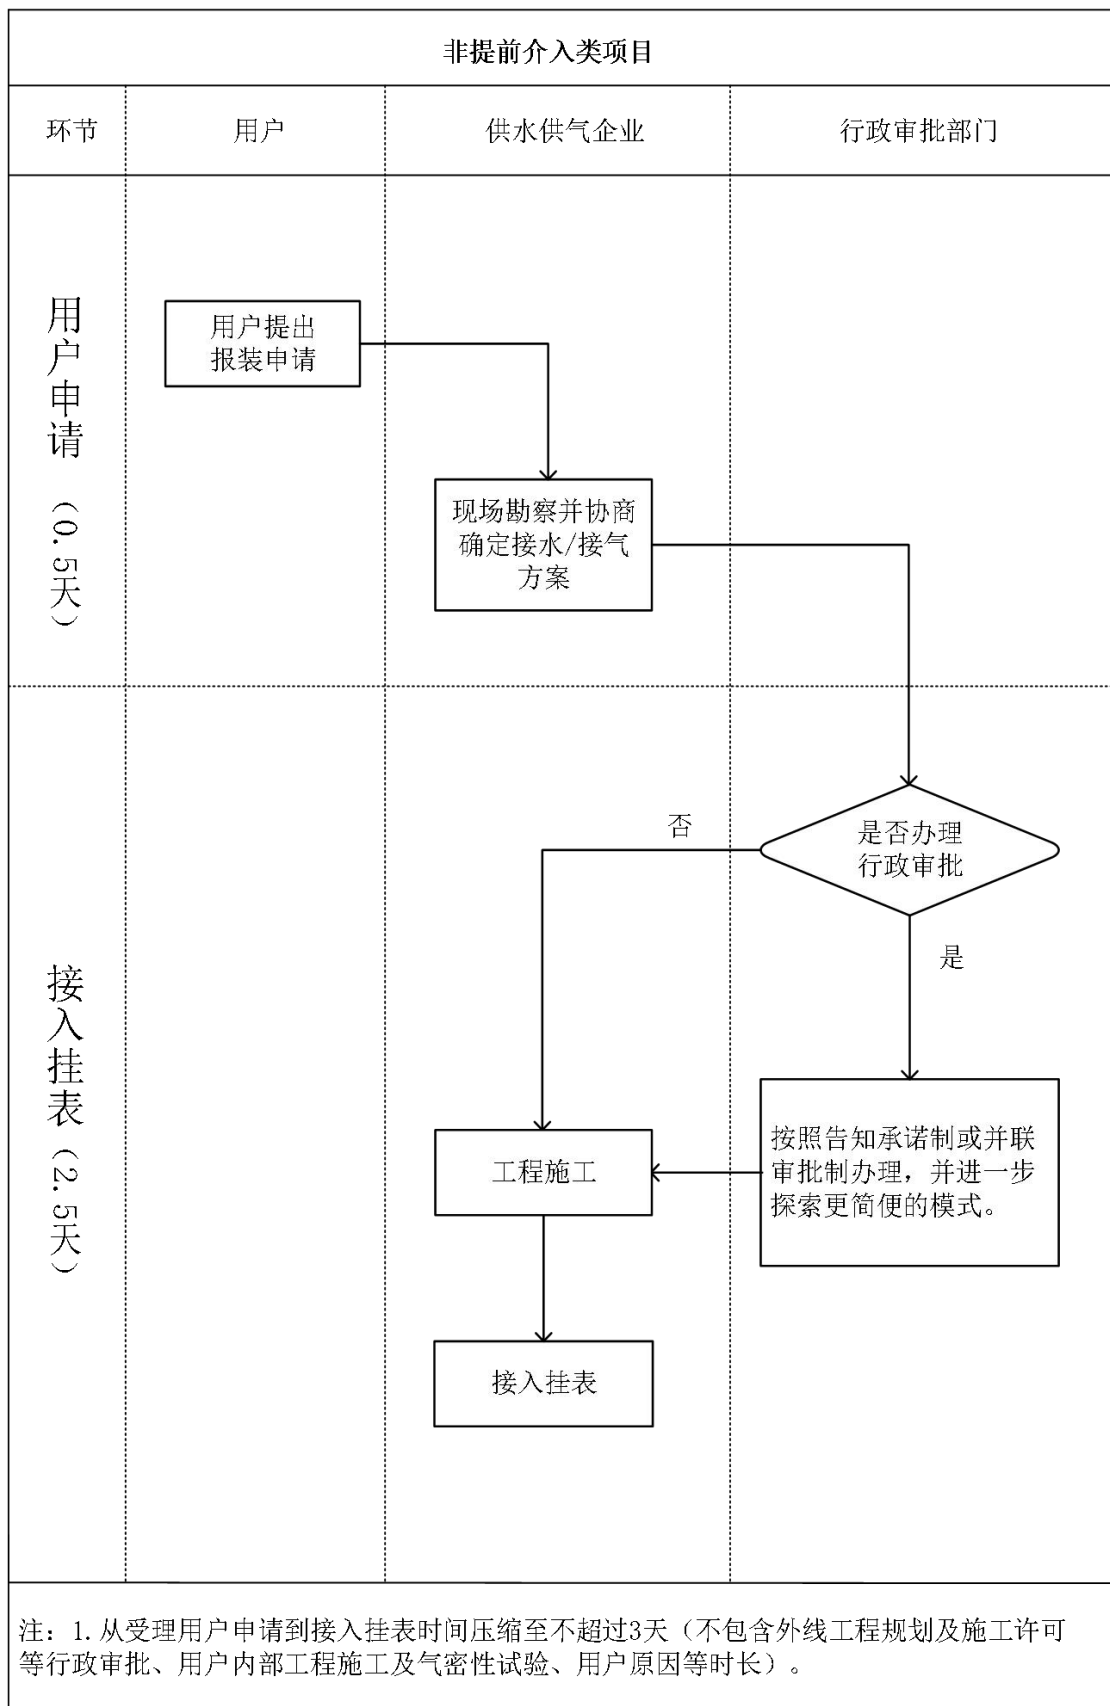 非提前介入类项目
环节
用户
供水供气企业
行政审批部门
用户申请（0.5天）
用户提出
报装申请
现场勘察并协商
确定接水/接气
方案
接入挂表（2.5天）
是否办理
行政审批
否
是
按照告知承诺制或并联
审批制办理，并进一步
探索更简便的模式。
工程施工
接入挂表
注：1.从受理用户申请到接入挂表时间压缩至不超过3天（不包含外线工程规划及施工许可
等行政审批、用户内部工程施工及气密性试验、用户原因等时长）。